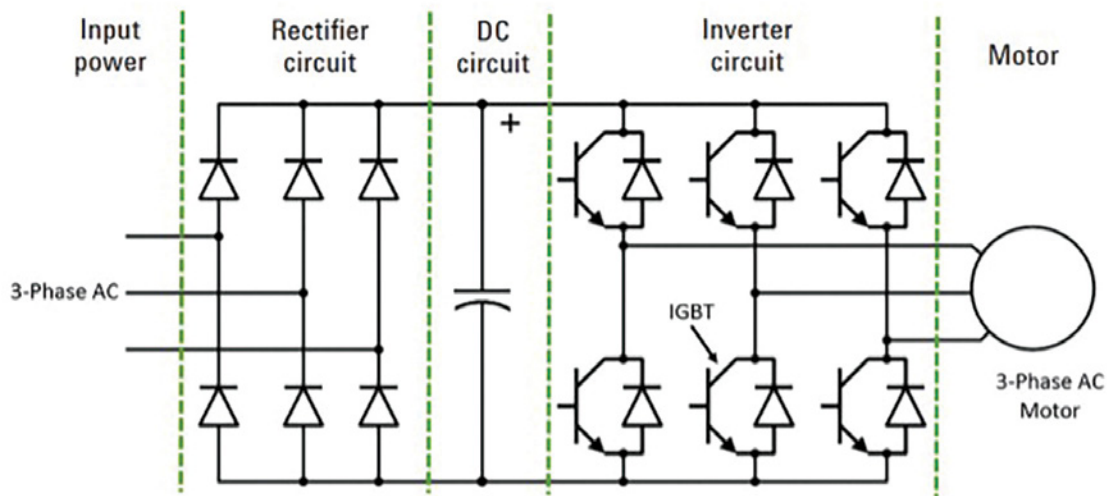 Input
power
Rectifier
circuit
DC
circuit
Inverter
circuit
Motor
+
3-Phase AC
IGBT
3-Phase AC
Motor